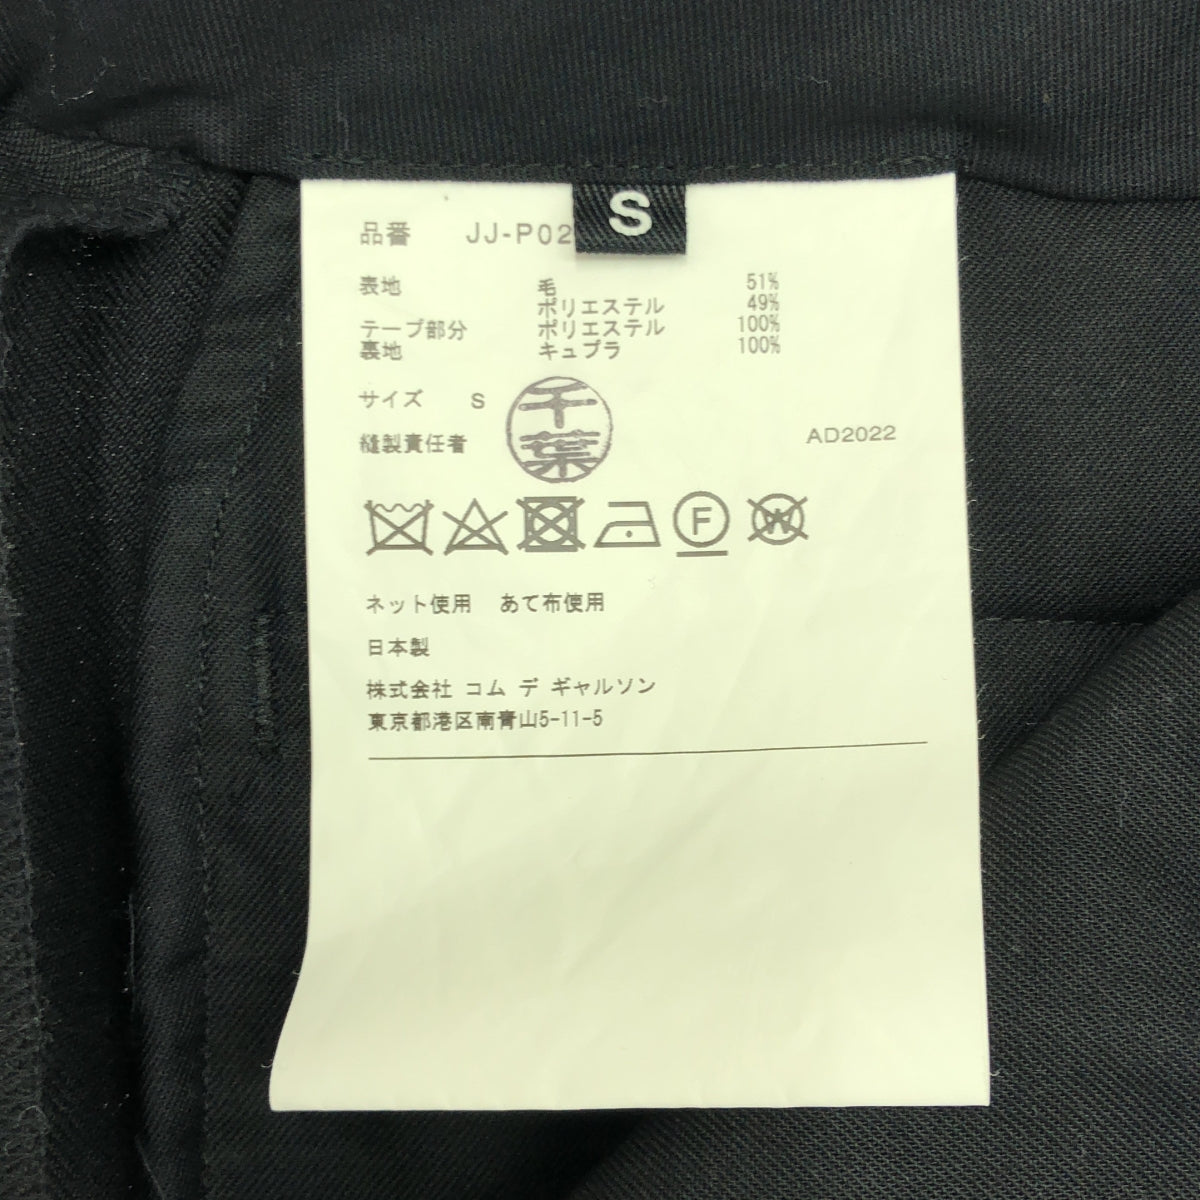 S
品番 JJ-P02
表地 毛 51%
ポリエステル 49%
テープ部分 ポリエステル 100%
裏地 キュプラ 100%
サイズ S
縫製責任者 千葉
AD2022
F W
ネット使用 あて布使用
日本製
株式会社 コム デ ギャルソン
東京都港区南青山5-11-5